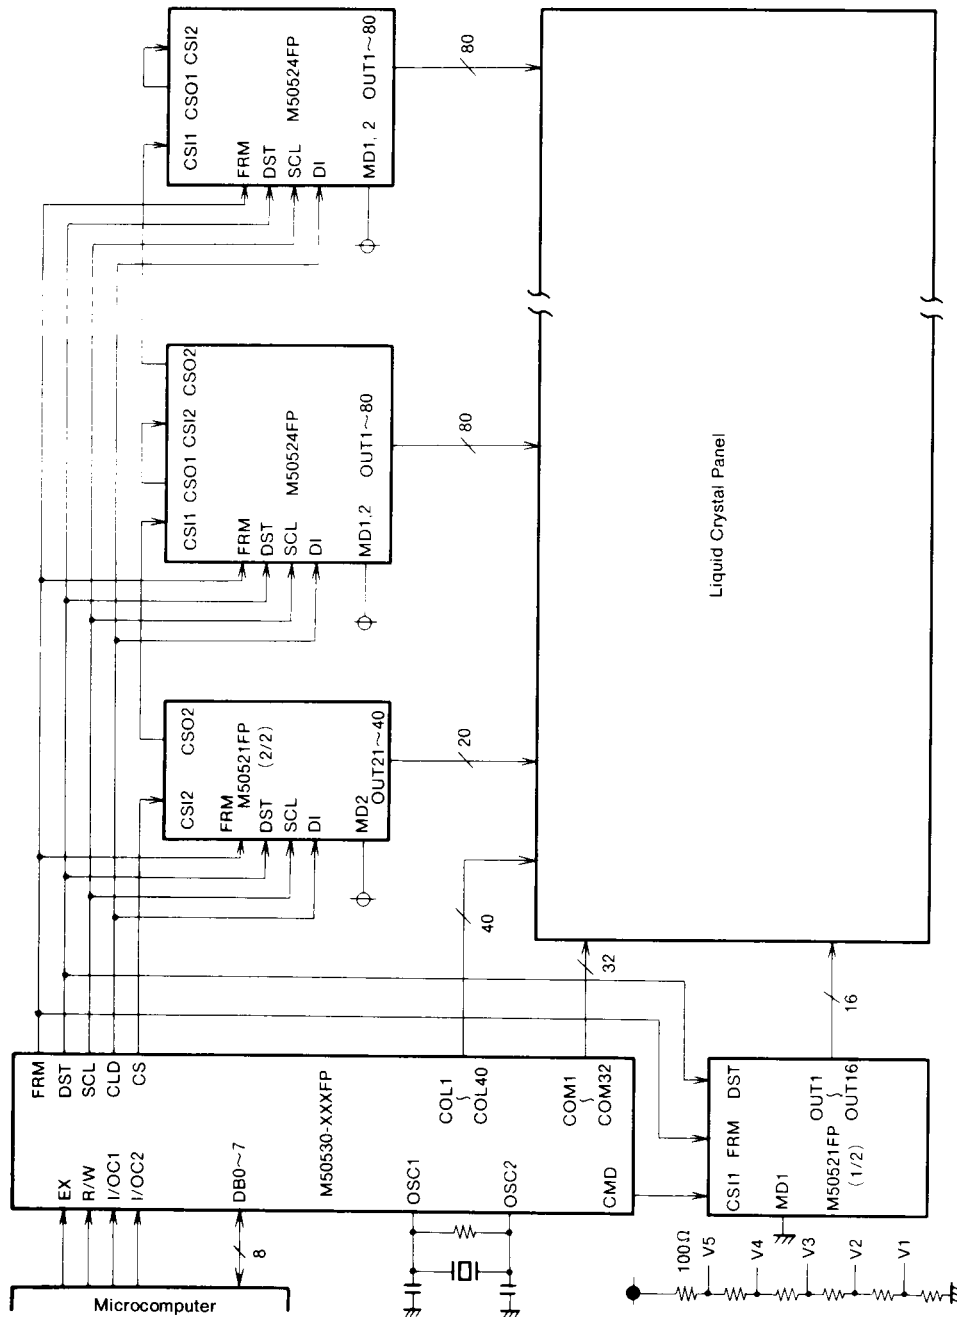 Microcomputer
EX
R/W
I/OC1
I/OC2
DB0～7
8
M50530-XXXFP
OSC1
OSC2
CMD
FRM
DST
SCL
CLD
CS
COL1
～
COL40
COM1
～
COM32
40
32
CSI2 CSO2
FRM
M50521FP
(2/2)
DST
SCL
DI
MD2
OUT21～40
20
CSI1 CSO1 CSI2 CSO2
FRM
DST
SCL
DI
M50524FP
MD1,2
OUT1～80
80
CSI1 CSO1 CSI2
FRM
DST
SCL
DI
M50524FP
MD1, 2
OUT1～80
80
Liquid Crystal Panel
CSI1 FRM DST
MD1
M50521FP
(1/2)
OUT1
～
OUT16
16
100Ω
V5
V4
V3
V2
V1